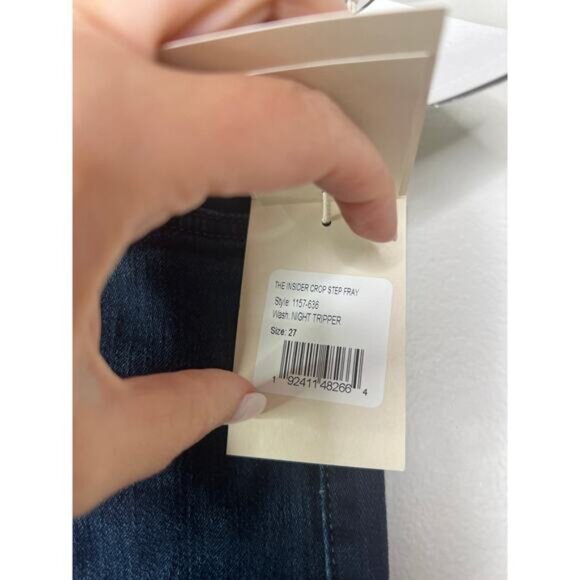 THE INSIDER CROP STEP FRAY
Style: 1157-636
Wash: NIGHT TRIPPER
Size: 27
1 92411 48266 4